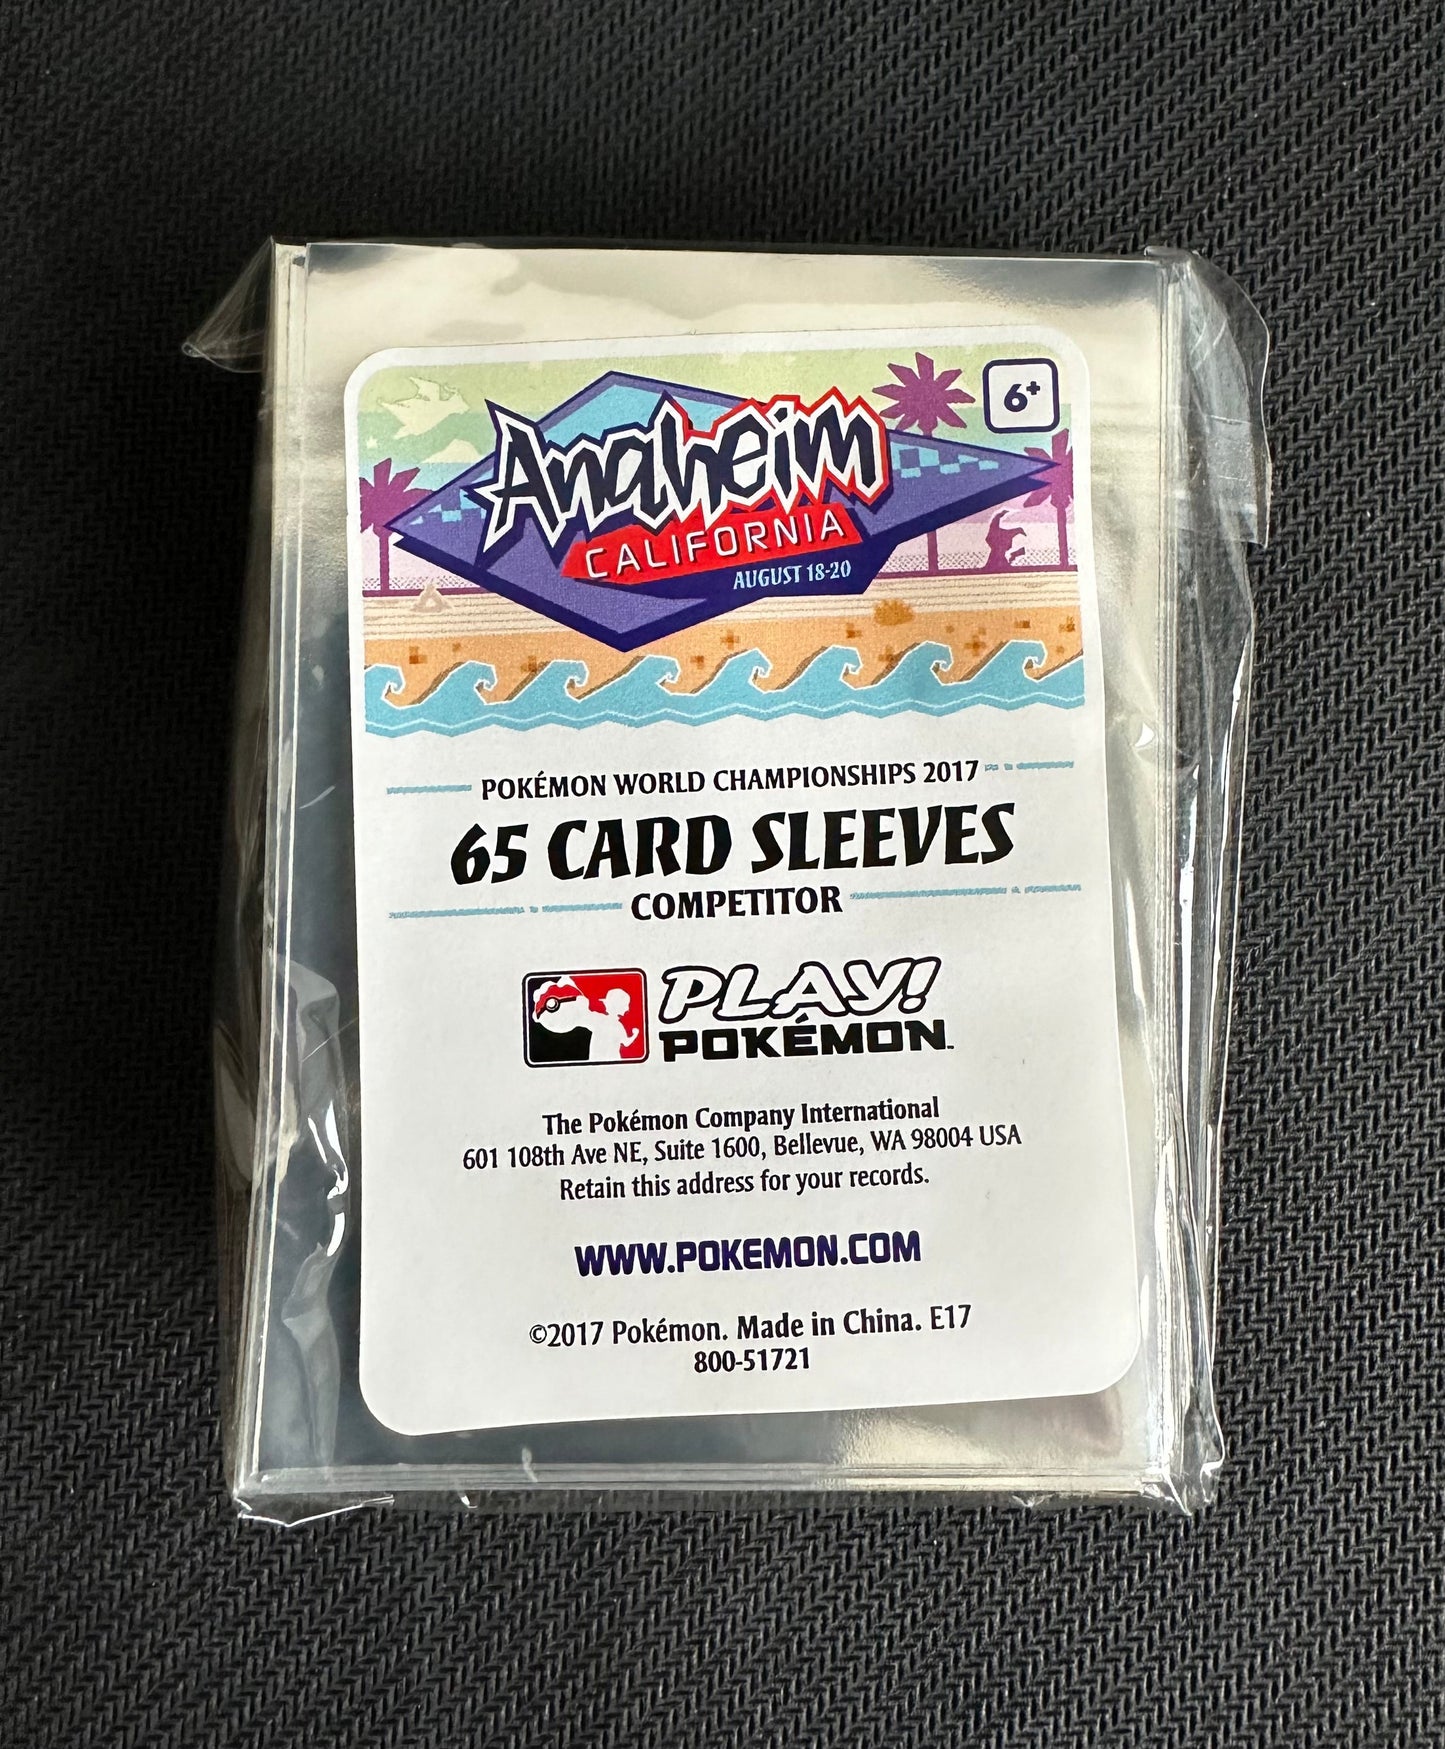 6+
Anaheim
CALIFORNIA
AUGUST 18-20
POKÉMON WORLD CHAMPIONSHIPS 2017
65 CARD SLEEVES
COMPETITOR
PLAY!
POKÉMON
The Pokémon Company International
601 108th Ave NE, Suite 1600, Bellevue, WA 98004 USA
Retain this address for your records.
WWW.POKEMON.COM
©2017 Pokémon. Made in China. E17
800-51721